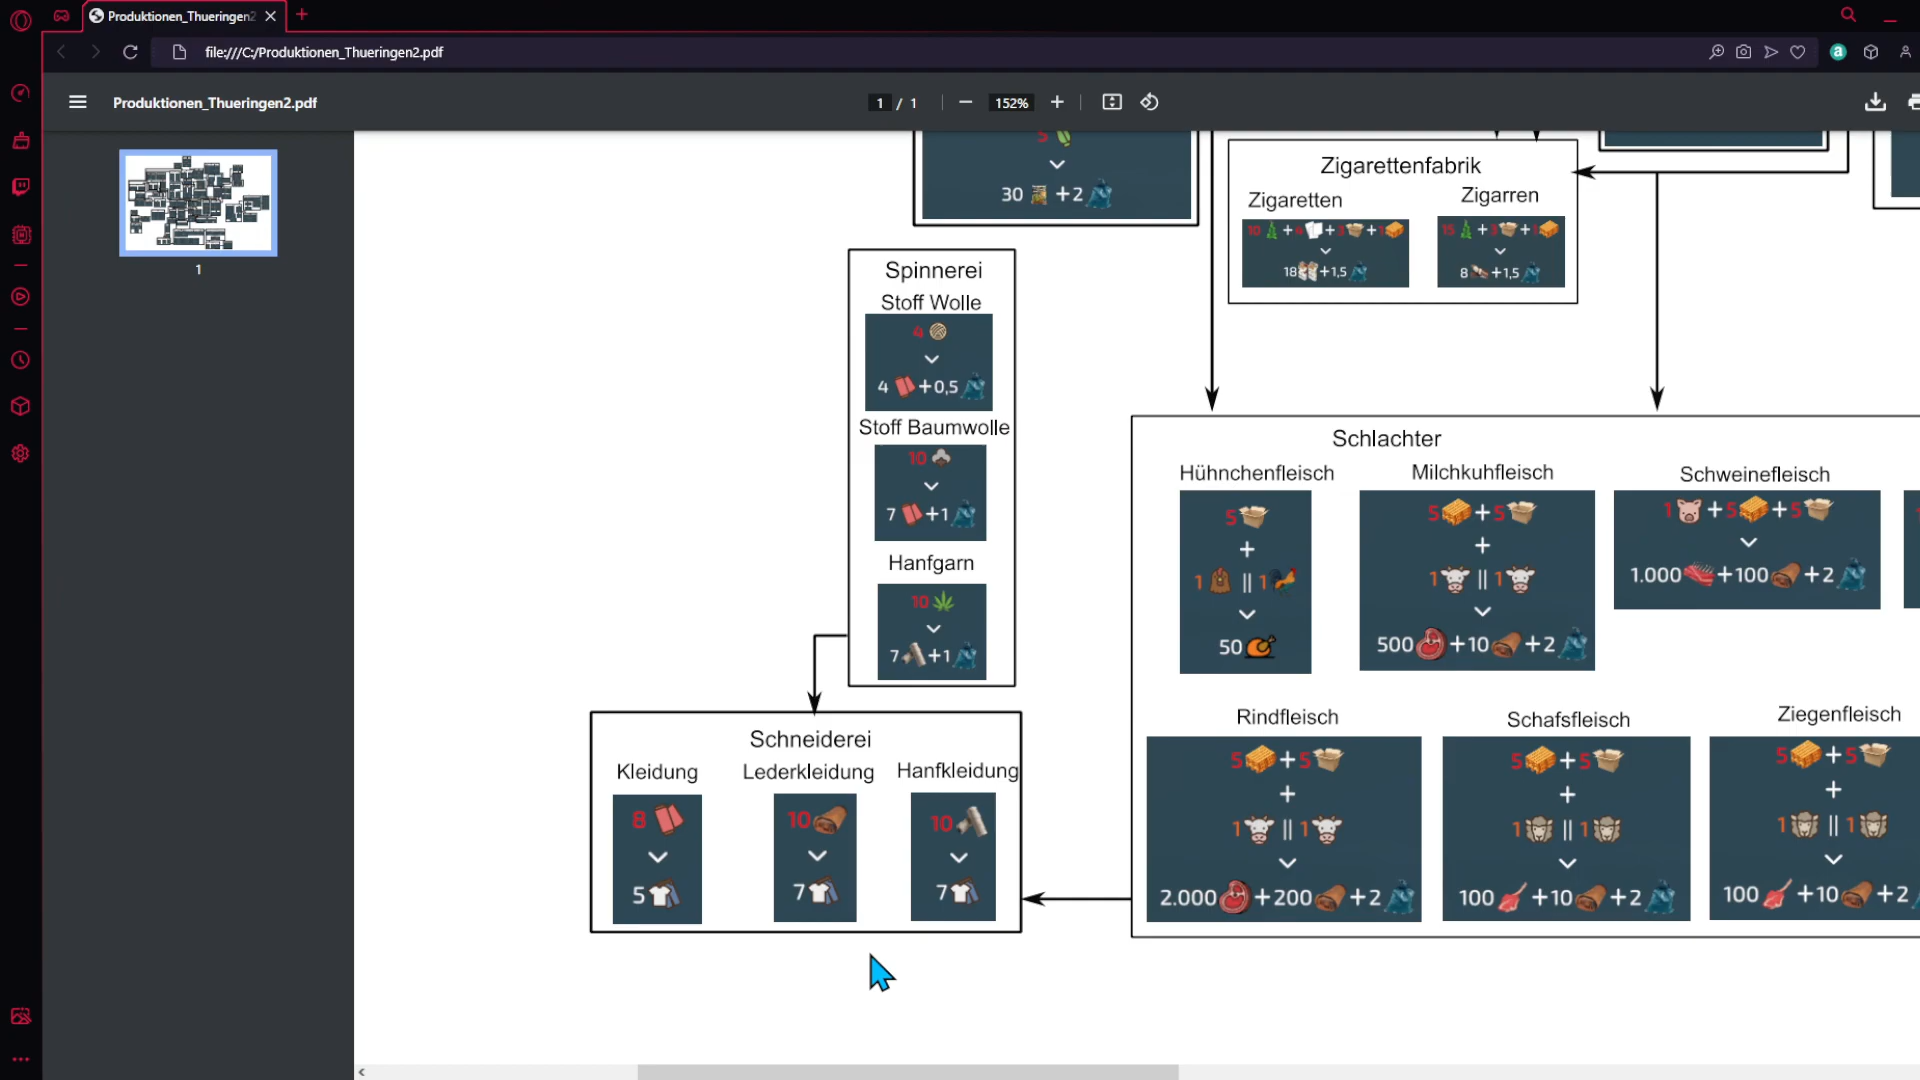 Produktionen_Thueringen2
file:///C:/Produktionen_Thueringen2.pdf
Produktionen_Thueringen2.pdf
1 / 1
152%
1
5
30 +2
Zigarettenfabrik
Zigaretten
Zigarren
10 + + 3 + 1
15 + 3 + 1
18 +1,5
8 +1,5
Spinnerei
Stoff Wolle
4
4 +0,5
Stoff Baumwolle
10
7 +1
Hanfgarn
10
7 +1
Schlachter
Hühnchenfleisch
5
+
1 || 1
50
Milchkuhfleisch
5 + 5
+
1 || 1
500 +10 +2
Schweinefleisch
1 + 5 + 5
1.000 +100 +2
Rindfleisch
5 + 5
+
1 || 1
2.000 +200 +2
Schafsfleisch
5 + 5
+
1 || 1
100 +10 +2
Ziegenfleisch
5 + 5
+
1 || 1
100 +10 +2
Schneiderei
Kleidung
Lederkleidung
Hanfkleidung
8
10
10
5
7
7